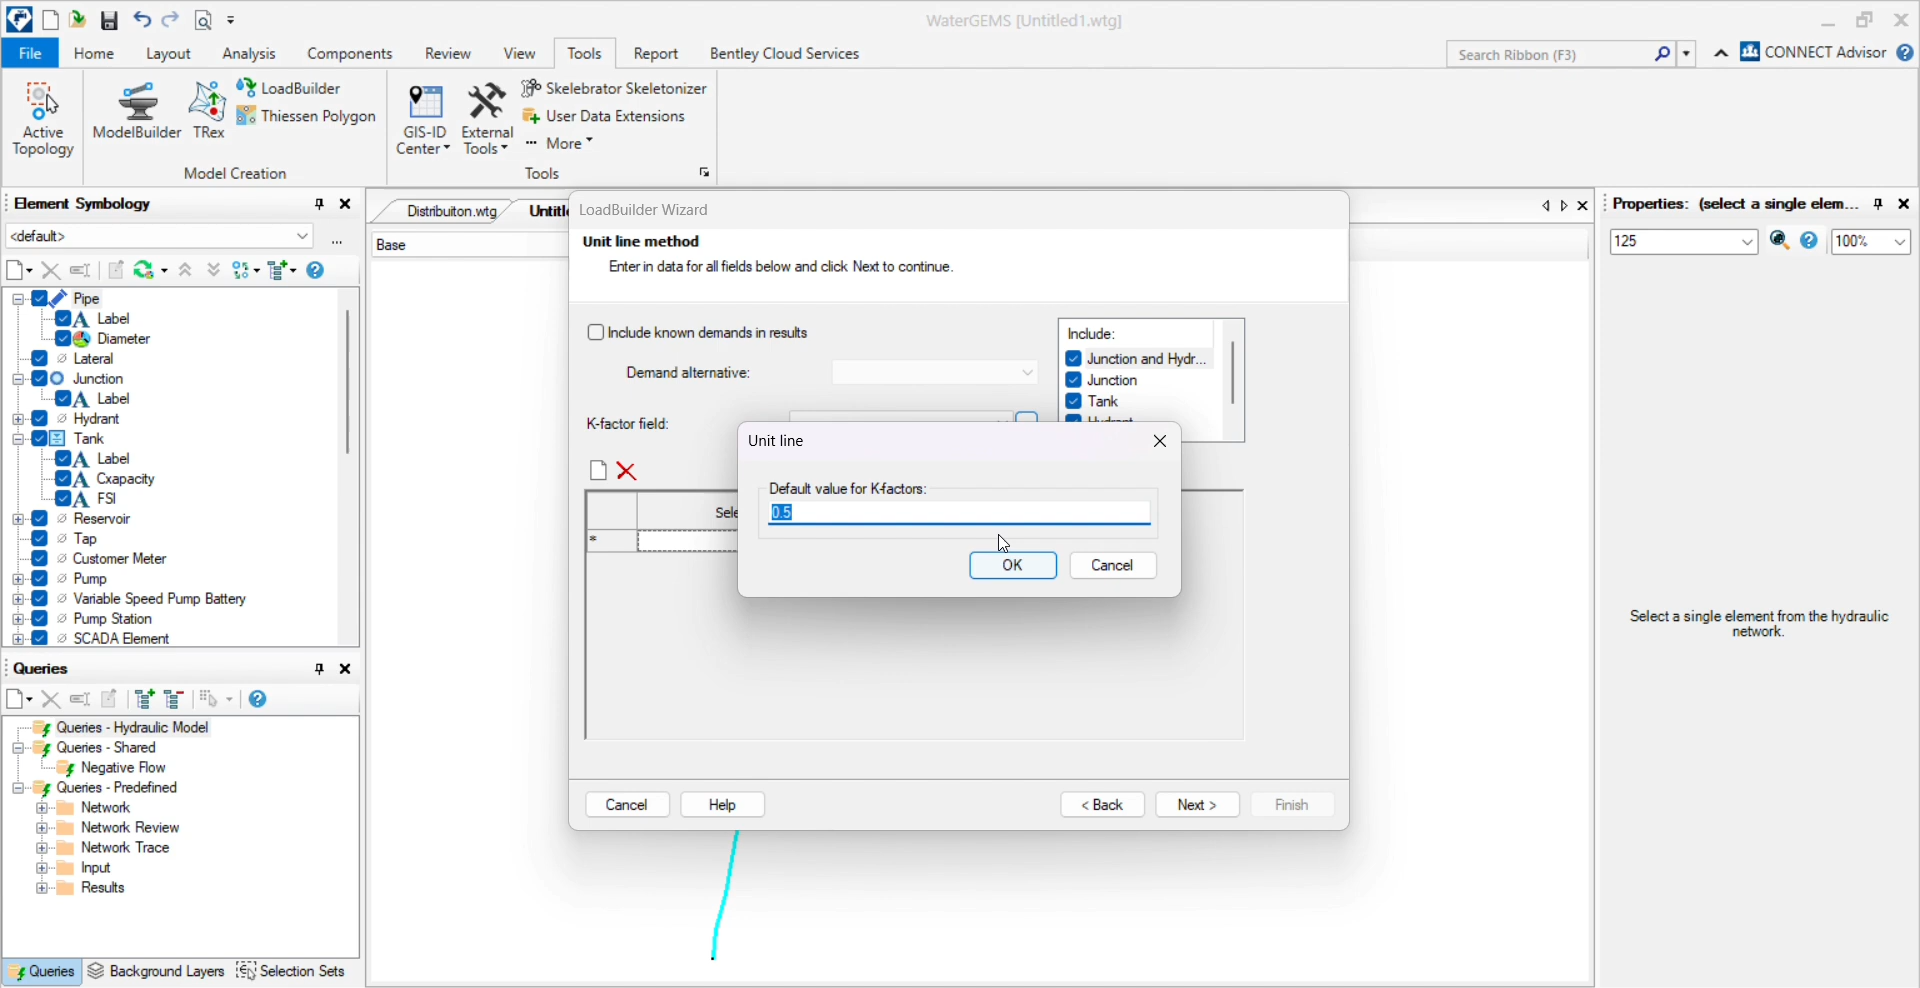 WaterGEMS [Untitled1.wtg]
File Home Layout Analysis Components Review View Tools Report Bentley Cloud Services
Search Ribbon (F3)
CONNECT Advisor
Active Topology
ModelBuilder
TRex
LoadBuilder
Thiessen Polygon
Model Creation
GIS-ID Center
External Tools
Skelebrator Skeletonizer
User Data Extensions
More
Tools
Element Symbology
<default>
...
Pipe
Label
Diameter
Lateral
Junction
Label
Hydrant
Tank
Label
Cxapacity
FSI
Reservoir
Tap
Customer Meter
Pump
Variable Speed Pump Battery
Pump Station
SCADA Element
Queries
Queries - Hydraulic Model
Queries - Shared
Negative Flow
Queries - Predefined
Network
Network Review
Network Trace
Input
Results
Queries Background Layers Selection Sets
Distribuiton.wtg
Base
LoadBuilder Wizard
Unit line method
Enter in data for all fields below and click Next to continue.
Include known demands in results
Demand alternative:
K-factor field:
Include:
Junction and Hydr...
Junction
Tank
Hydrant
*
Unit line
Default value for K-factors:
0.5
OK Cancel
Cancel Help < Back Next > Finish
Properties: (select a single elem...
125
100%
Select a single element from the hydraulic
network.